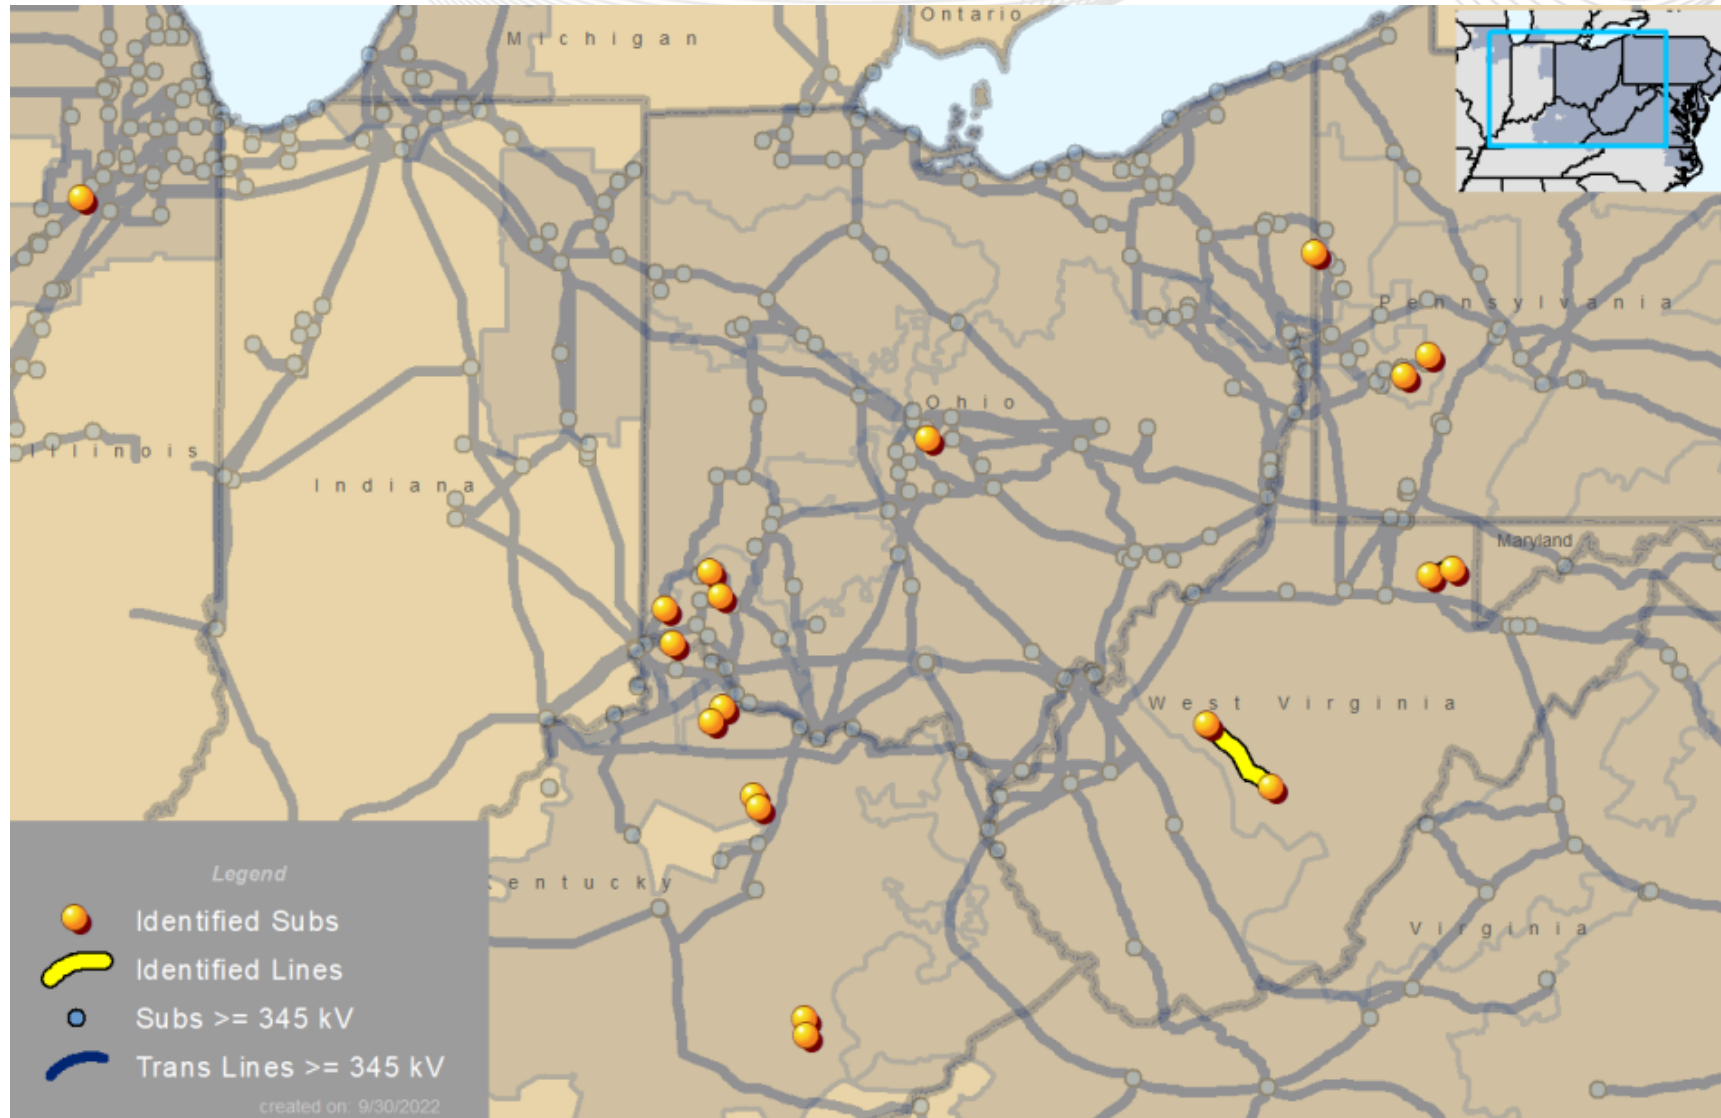 Ontario
Michigan
Pennsylvania
Ohio
Illinois
Indiana
Maryland
West Virginia
entucky
Virginia
Legend
Identified Subs
Identified Lines
Subs >= 345 kV
Trans Lines >= 345 kV
created on: 9/30/2022